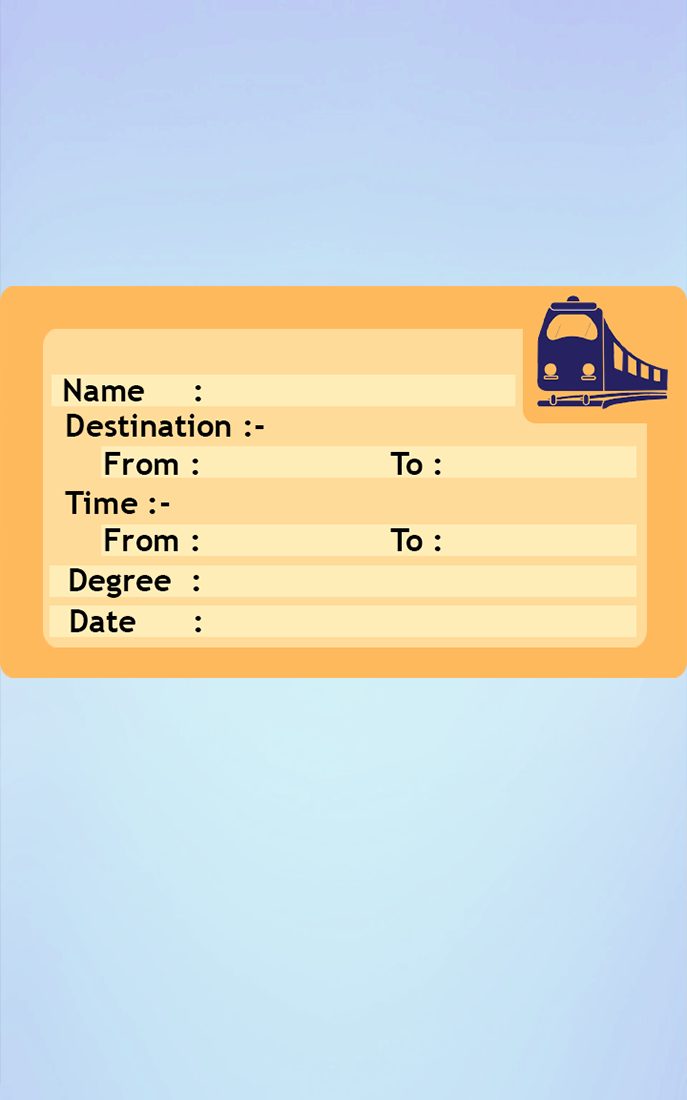 Name :
Destination :-
From : To :
Time :-
From : To :
Degree :
Date :